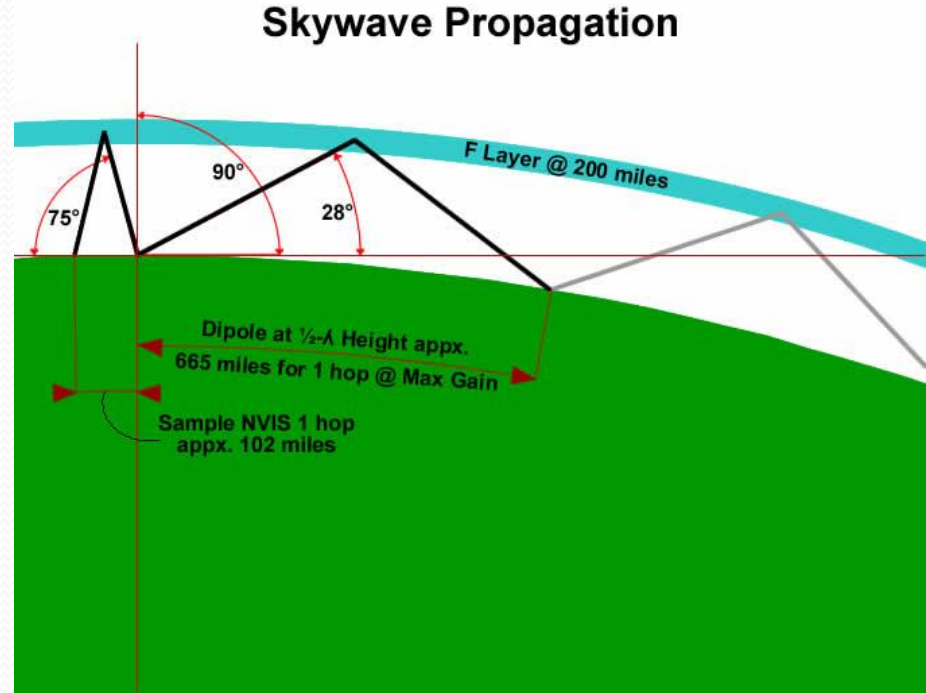 Skywave Propagation
F Layer @ 200 miles
90°
75°
28°
Dipole at ½-λ Height appx.
665 miles for 1 hop @ Max Gain
Sample NVIS 1 hop
appx. 102 miles